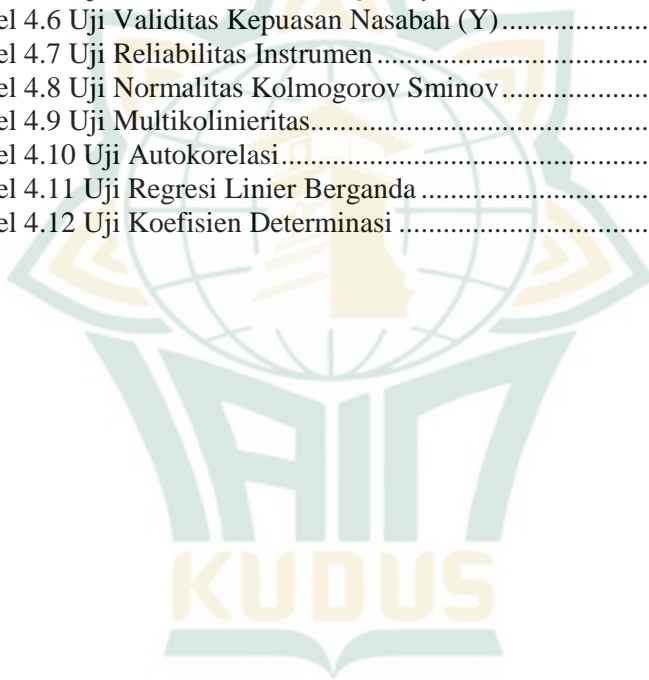 el 4.6 Uji Validitas Kepuasan Nasabah (Y)....................
el 4.7 Uji Reliabilitas Instrumen.......................................
el 4.8 Uji Normalitas Kolmogorov Sminov....................
el 4.9 Uji Multikolinieritas.................................................
el 4.10 Uji Autokorelasi.....................................................
el 4.11 Uji Regresi Linier Berganda ................................
el 4.12 Uji Koefisien Determinasi ...................................
IAIN
KUDUS